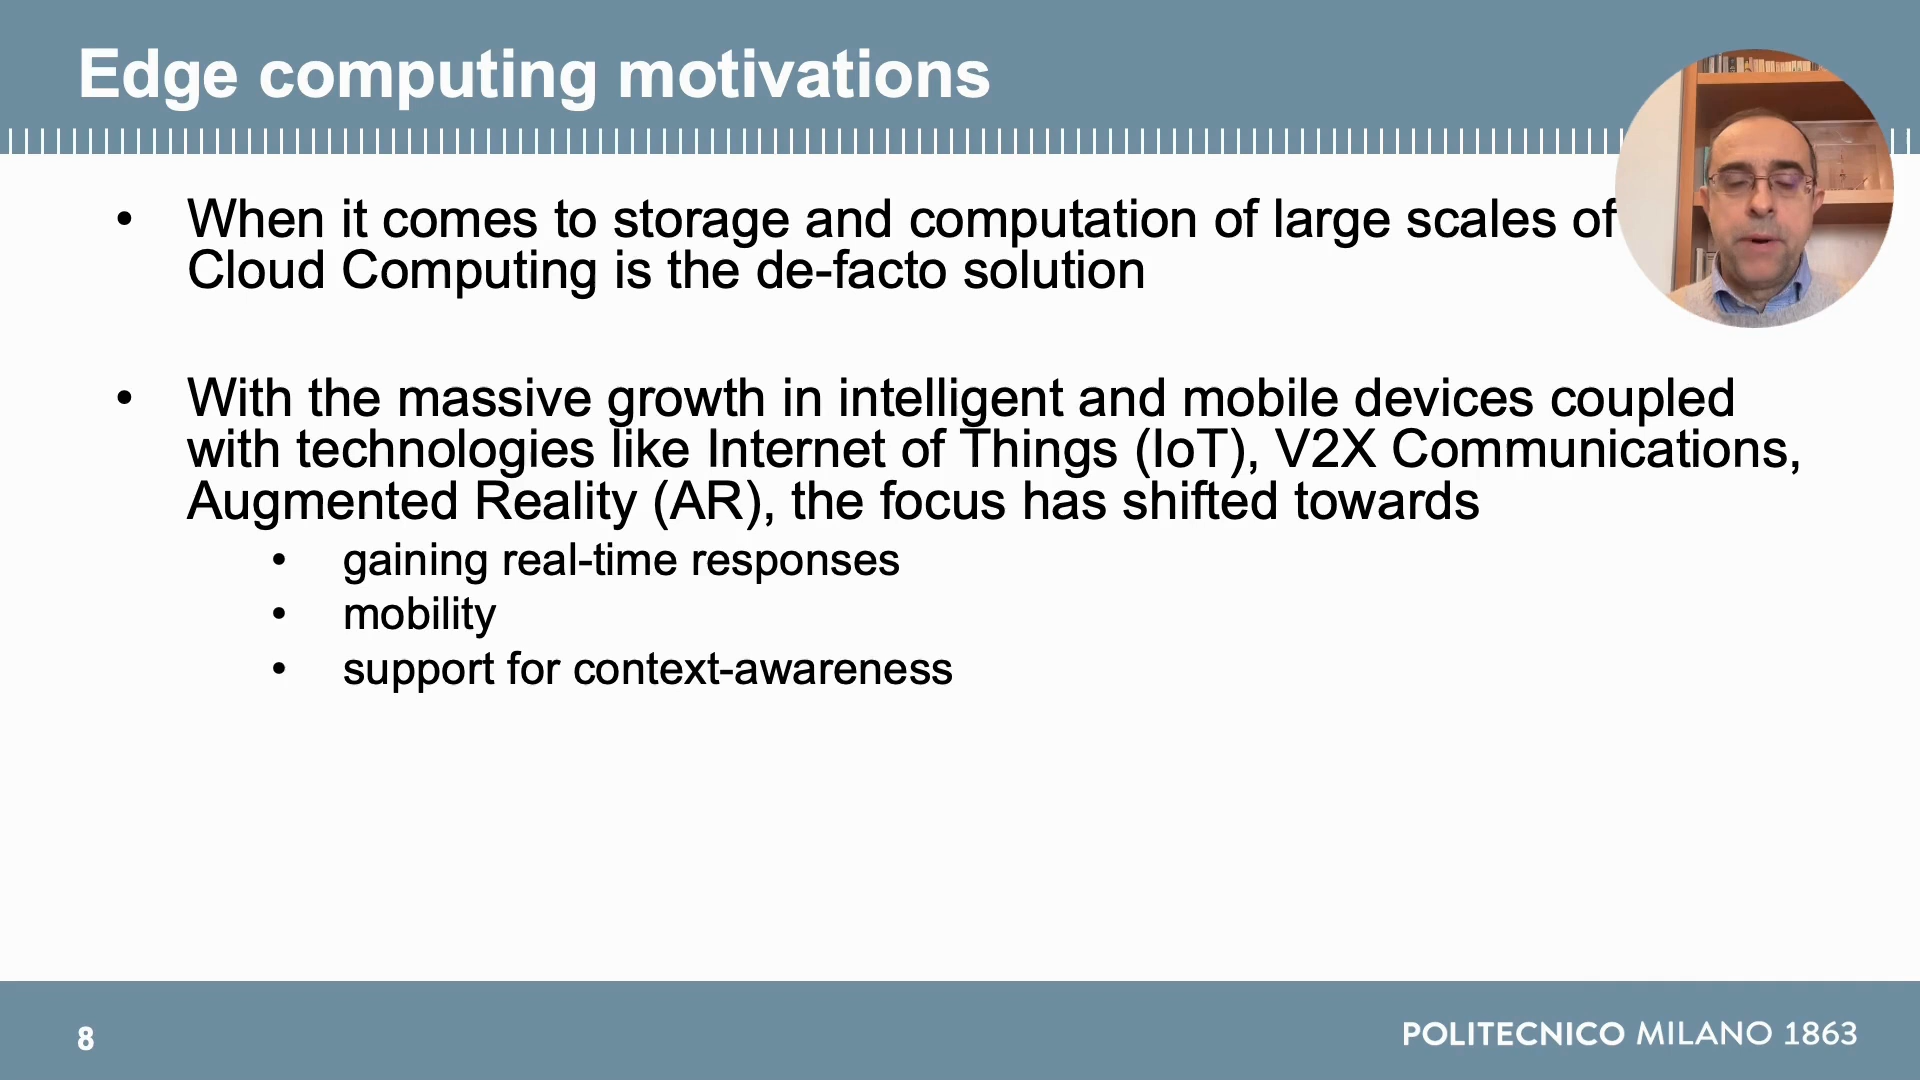 Edge computing motivations
• When it comes to storage and computation of large scales of
Cloud Computing is the de-facto solution
• With the massive growth in intelligent and mobile devices coupled
with technologies like Internet of Things (IoT), V2X Communications,
Augmented Reality (AR), the focus has shifted towards
• gaining real-time responses
• mobility
• support for context-awareness
8
POLITECNICO MILANO 1863